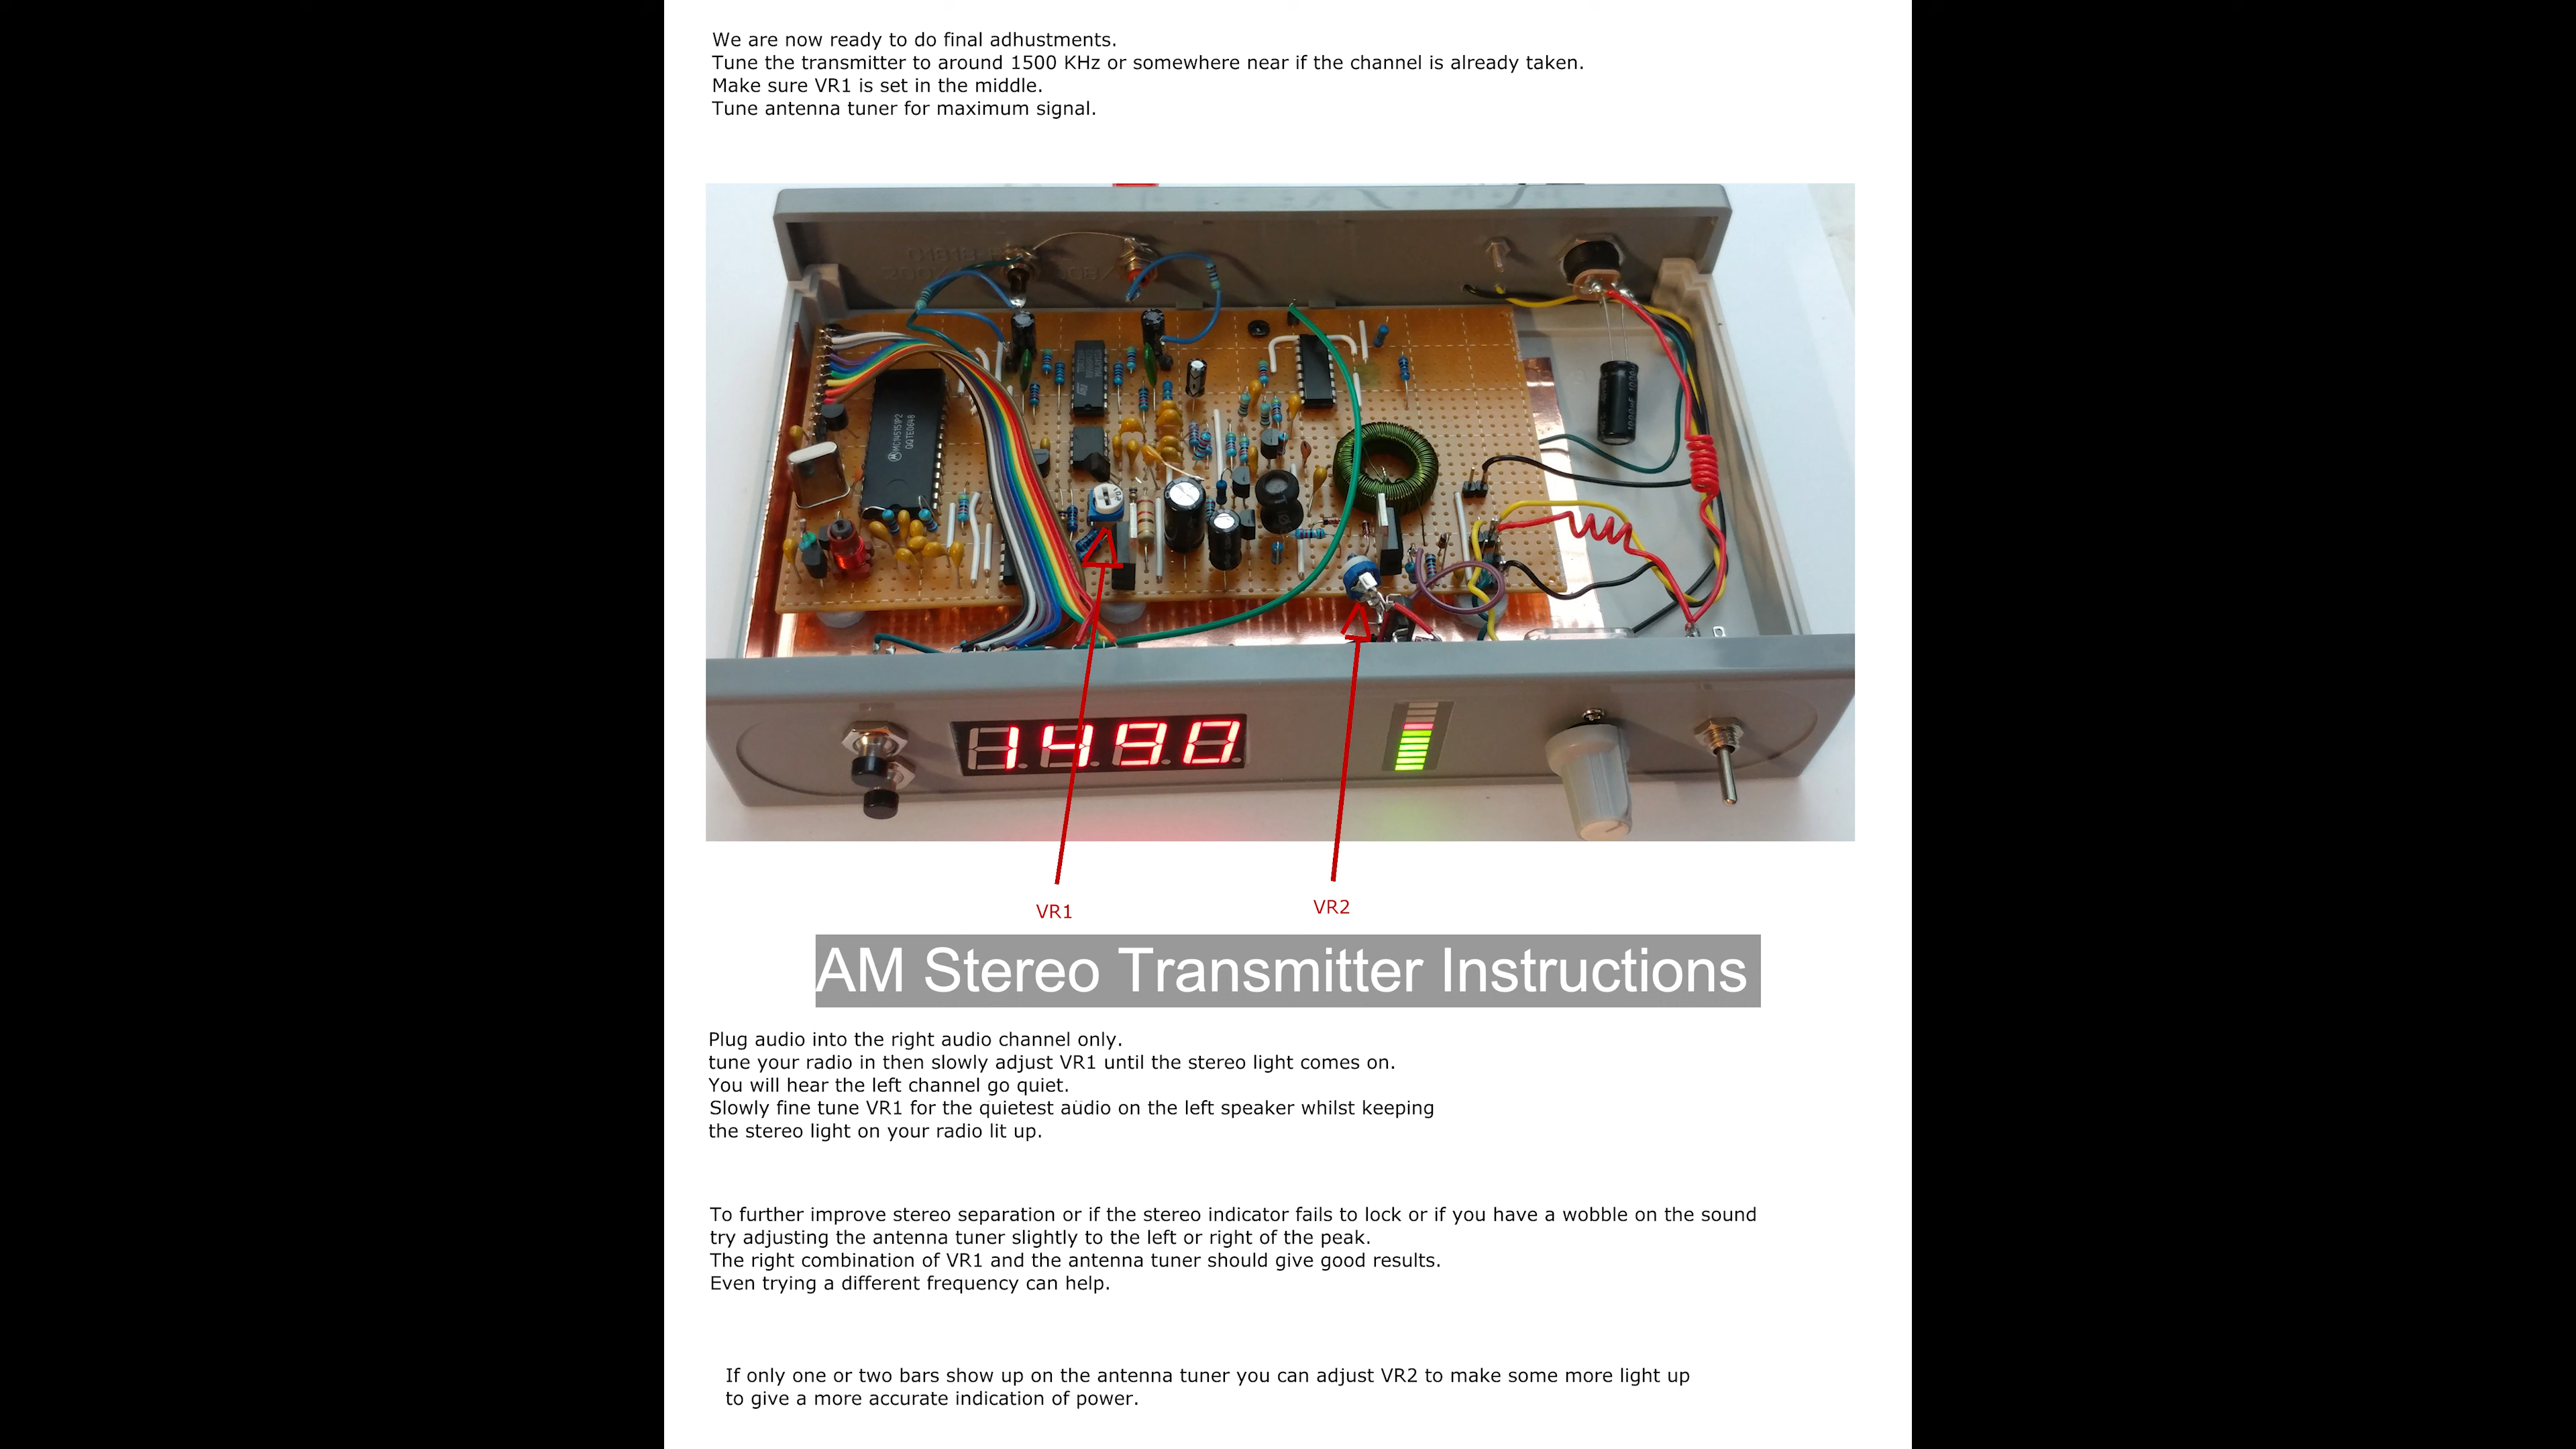 We are now ready to do final adhustments.
Tune the transmitter to around 1500 KHz or somewhere near if the channel is already taken.
Make sure VR1 is set in the middle.
Tune antenna tuner for maximum signal.
MC145151P2
QQTE0648
1490
VR1
VR2
AM Stereo Transmitter Instructions
Plug audio into the right audio channel only.
tune your radio in then slowly adjust VR1 until the stereo light comes on.
You will hear the left channel go quiet.
Slowly fine tune VR1 for the quietest audio on the left speaker whilst keeping
the stereo light on your radio lit up.
To further improve stereo separation or if the stereo indicator fails to lock or if you have a wobble on the sound
try adjusting the antenna tuner slightly to the left or right of the peak.
The right combination of VR1 and the antenna tuner should give good results.
Even trying a different frequency can help.
If only one or two bars show up on the antenna tuner you can adjust VR2 to make some more light up
to give a more accurate indication of power.